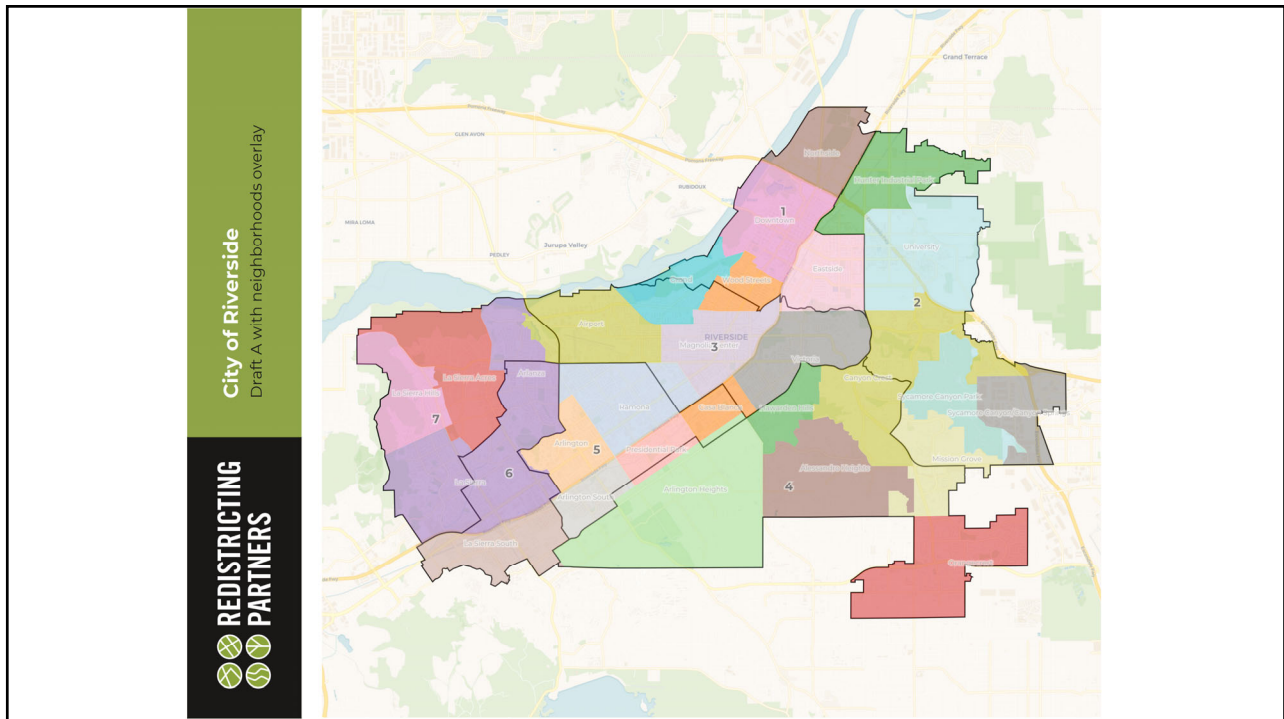 City of Riverside
Draft A with neighborhoods overlay
REDISTRICTING
PARTNERS
Grand Terrace
GLEN AVON
Northside
Hunter Industrial Park
RUBIDOUX
1
Downtown
MIRA LOMA
Jurupa Valley
PEDLEY
University
Eastside
Wood Streets
2
Airport
RIVERSIDE
Magnolia Center
3
Victoria
La Sierra Acres
Arlanza
La Sierra Hills
Canyon Crest
Sycamore Canyon Park
Ramona
Casa Blanca
7
Arlington
5
Presidential Park
Mission Grove
6
Alessandro Heights
4
Arlington Heights
Arlington South
La Sierra South
Orangecrest